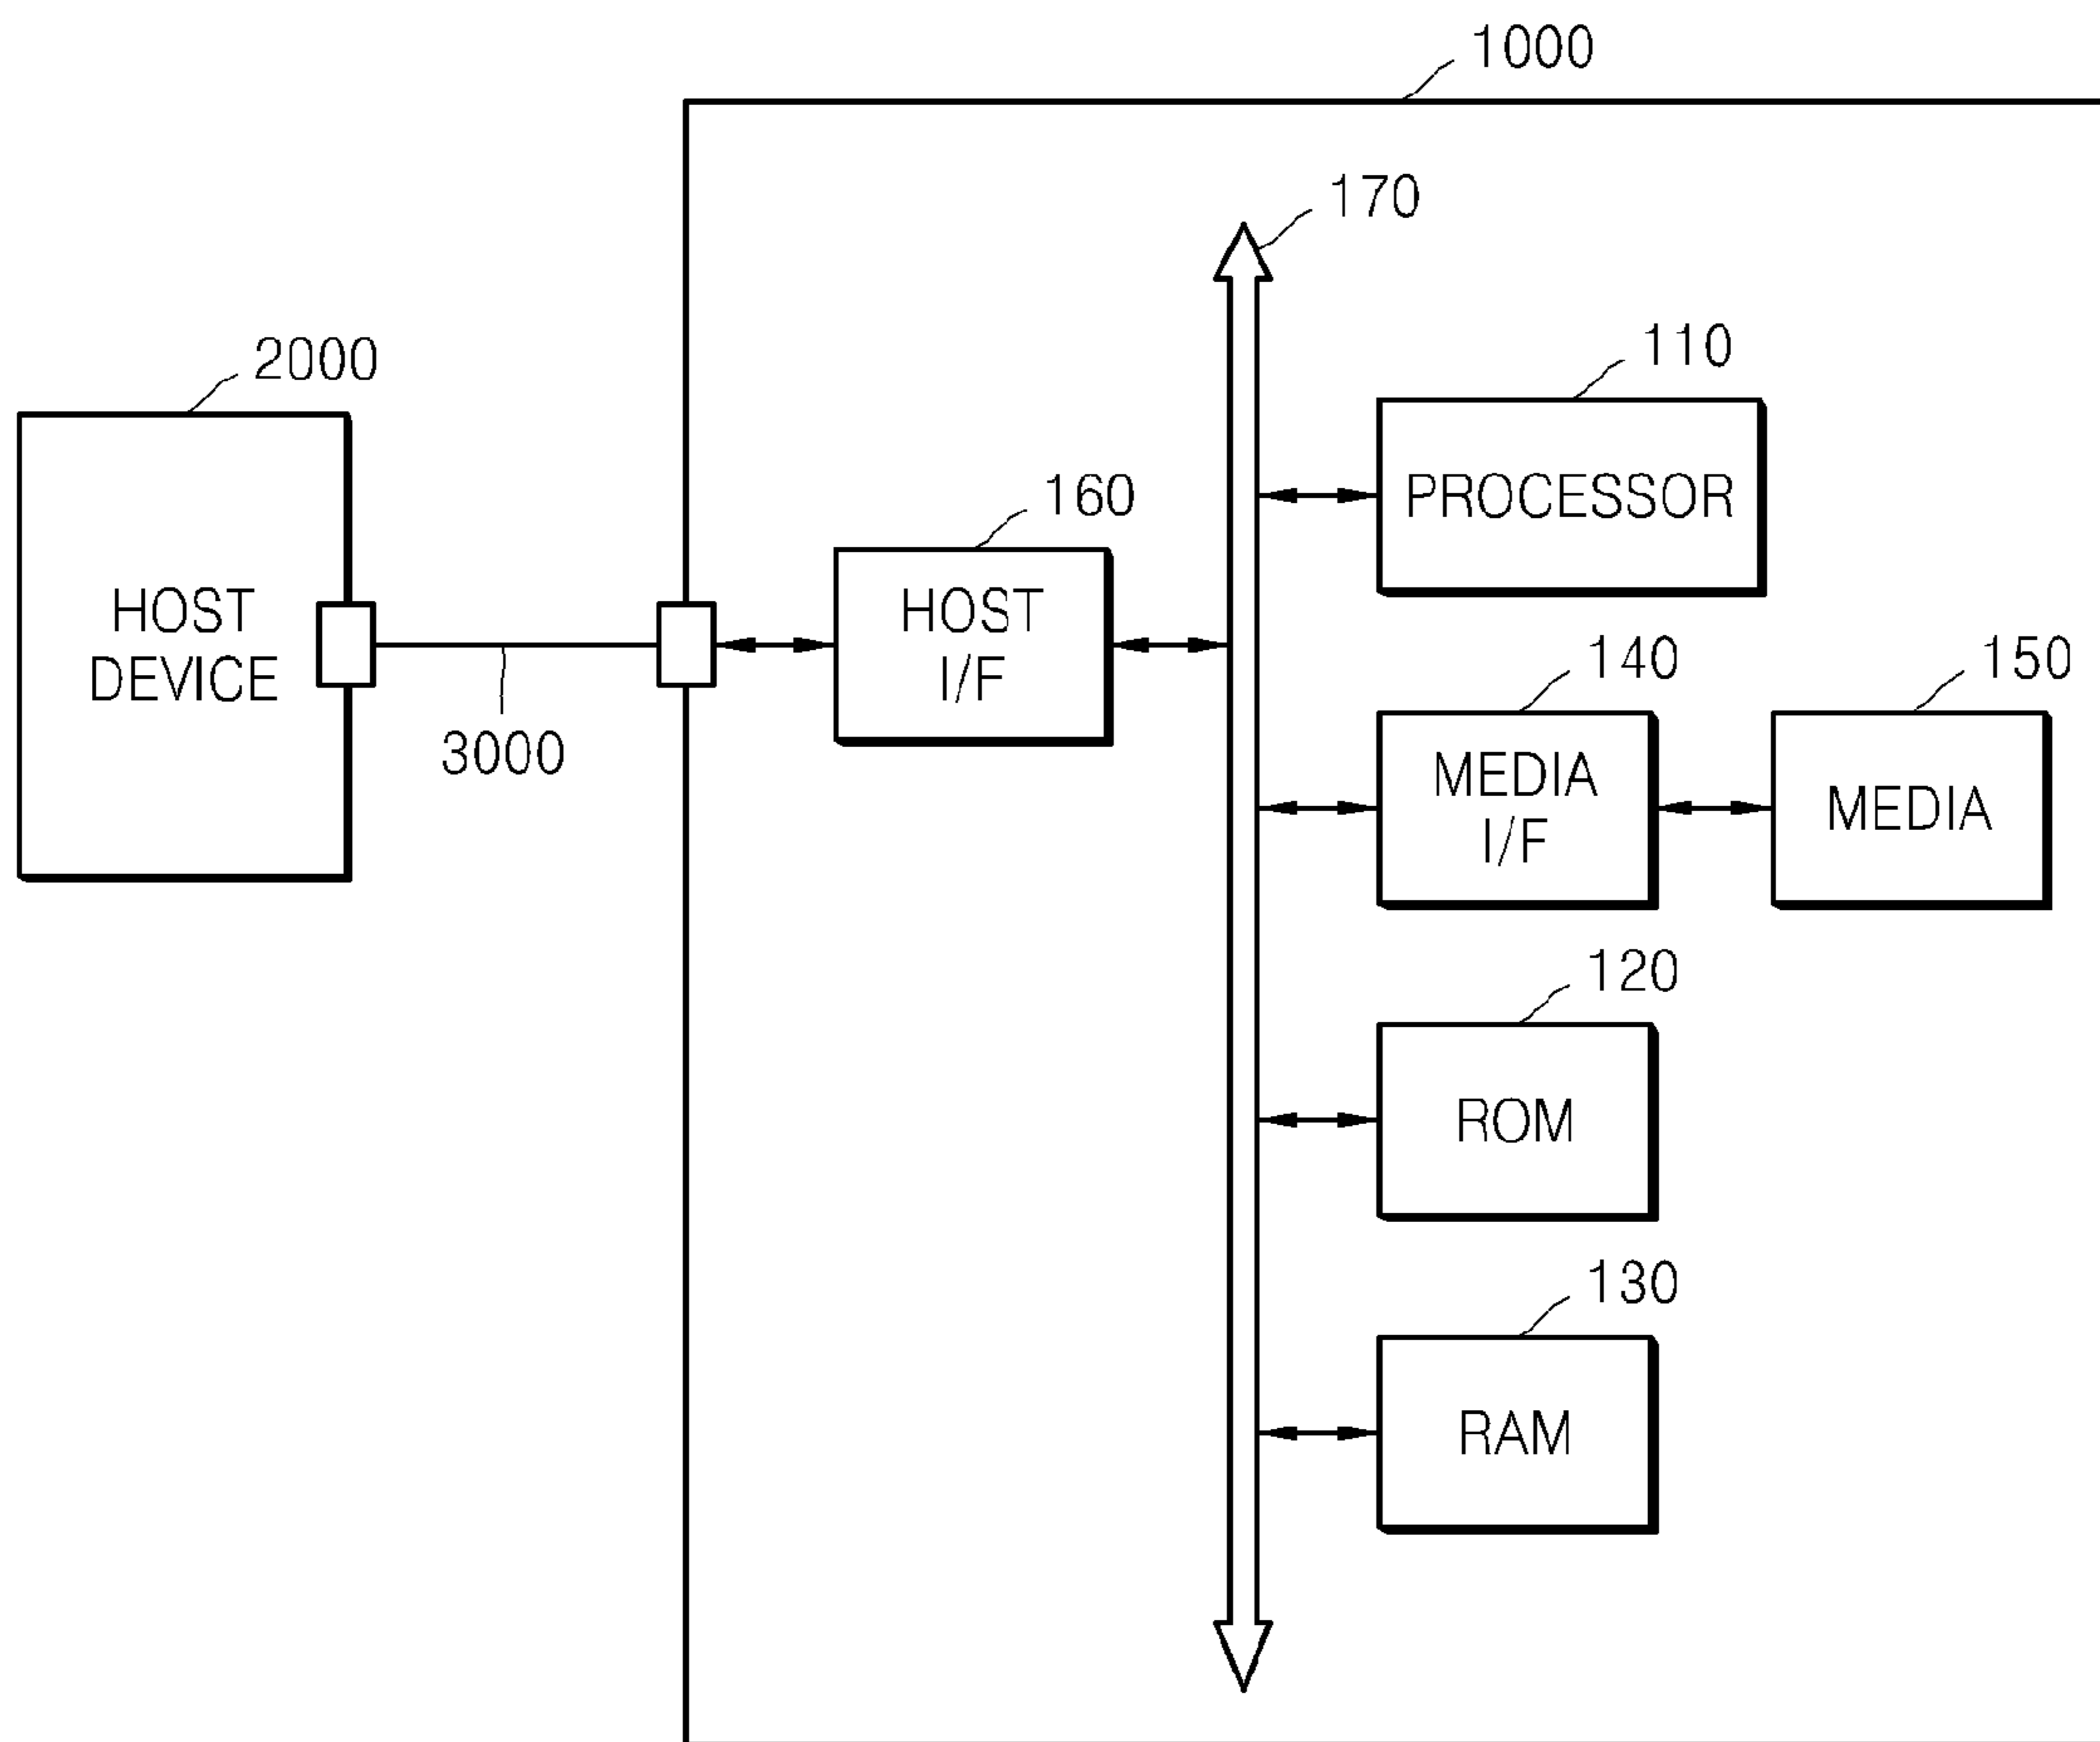 1000
170
2000
110
160
PROCESSOR
HOST
DEVICE
HOST
I/F
140
150
3000
MEDIA
I/F
MEDIA
120
ROM
130
RAM